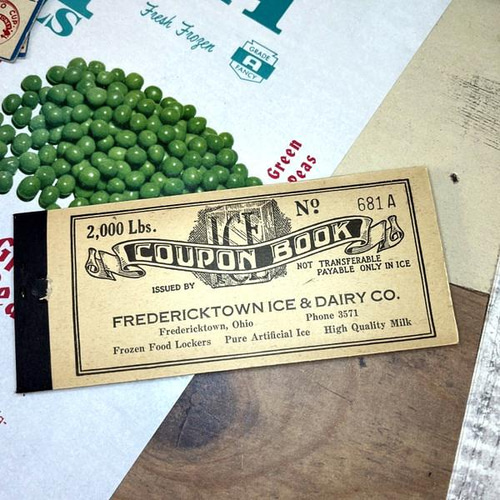 Fresh Frozen
GRADE
A
FANCY
Green
Peas
2,000 Lbs.
ICE
Nº 681 A
COUPON BOOK
NOT TRANSFERABLE
PAYABLE ONLY IN ICE
ISSUED BY
FREDERICKTOWN ICE & DAIRY CO.
Fredericktown, Ohio
Phone 3571
Frozen Food Lockers Pure Artificial Ice High Quality Milk